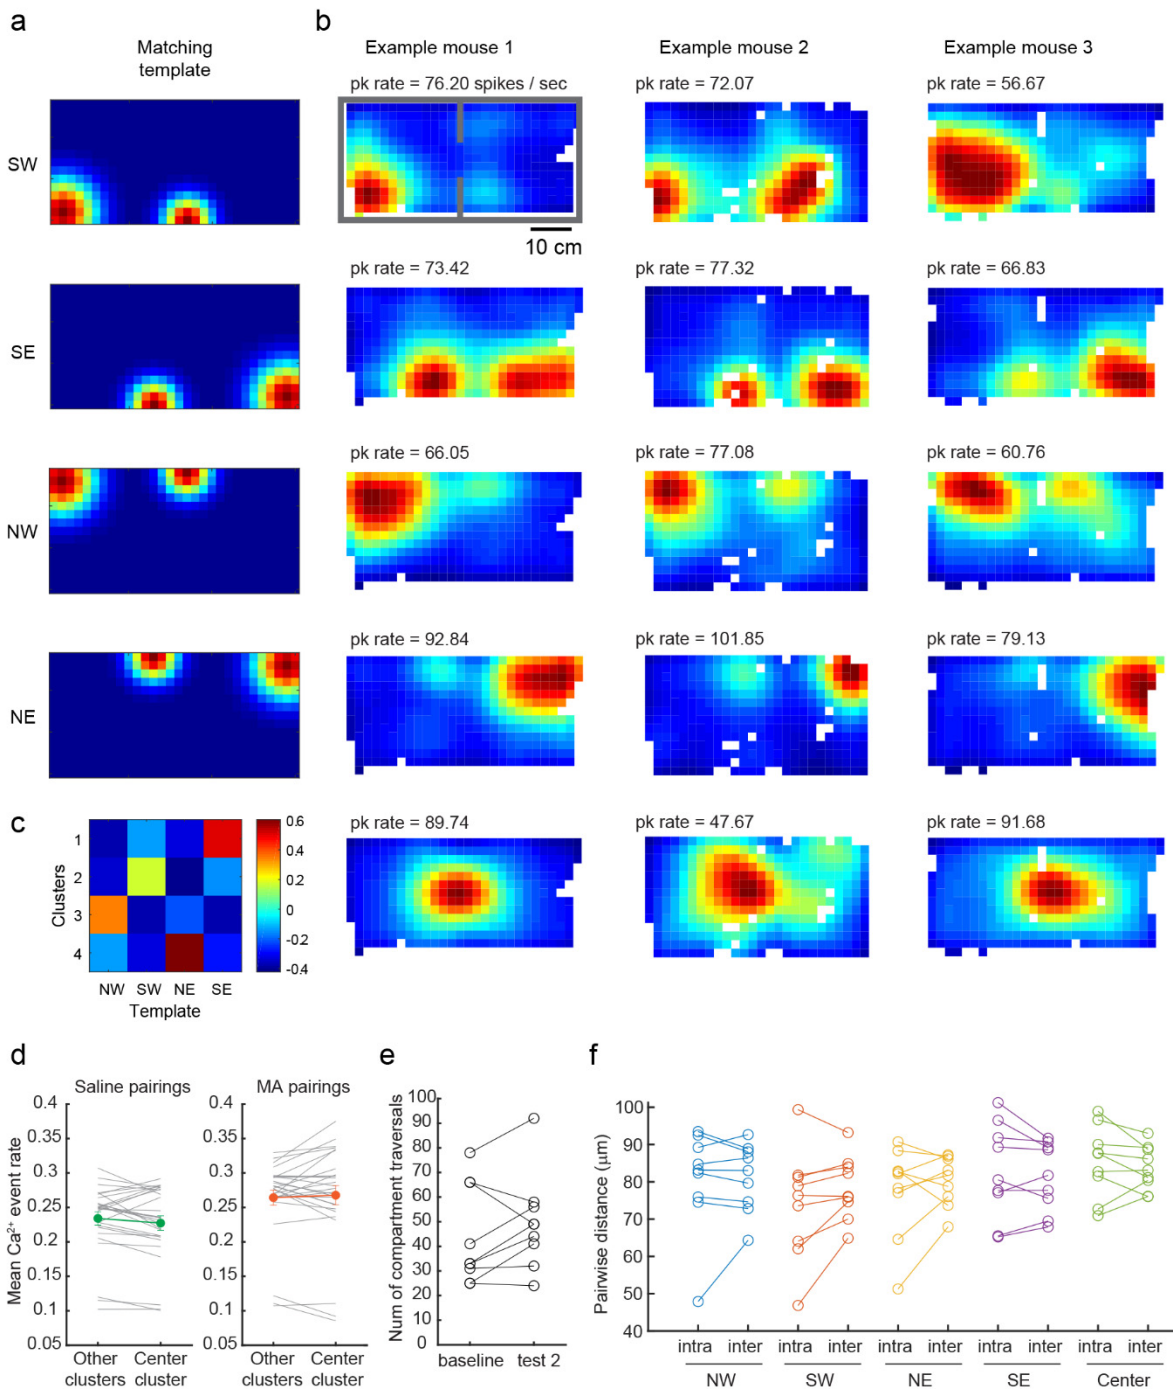 a
b
Matching
template
Example mouse 1
Example mouse 2
Example mouse 3
pk rate = 76.20 spikes / sec
72.07
56.67
SW
10 cm
pk rate = 73.42
pk rate = 77.32
pk rate = 66.83
SE
pk rate = 66.05
pk rate = 77.08
pk rate = 60.76
NW
pk rate = 92.84
pk rate = 101.85
pk rate = 79.13
NE
pk rate = 89.74
pk rate = 47.67
pk rate = 91.68
c
Clusters
1
2
3
4
NW SW NE SE
Template
0.6
0.4
0.2
0
-0.2
-0.4
d
Saline pairings
MA pairings
Mean Ca²⁺ event rate
0.4
0.35
0.3
0.25
0.2
0.15
0.1
0.05
Other
clusters
Center
cluster
0.4
0.35
0.3
0.25
0.2
0.15
0.1
0.05
Other
clusters
Center
cluster
e
Num of compartment traversals
100
90
80
70
60
50
40
30
20
10
0
baseline
test 2
f
Pairwise distance (μm)
100
90
80
70
60
50
40
intra inter intra inter intra inter intra inter intra inter
NW SW NE SE Center